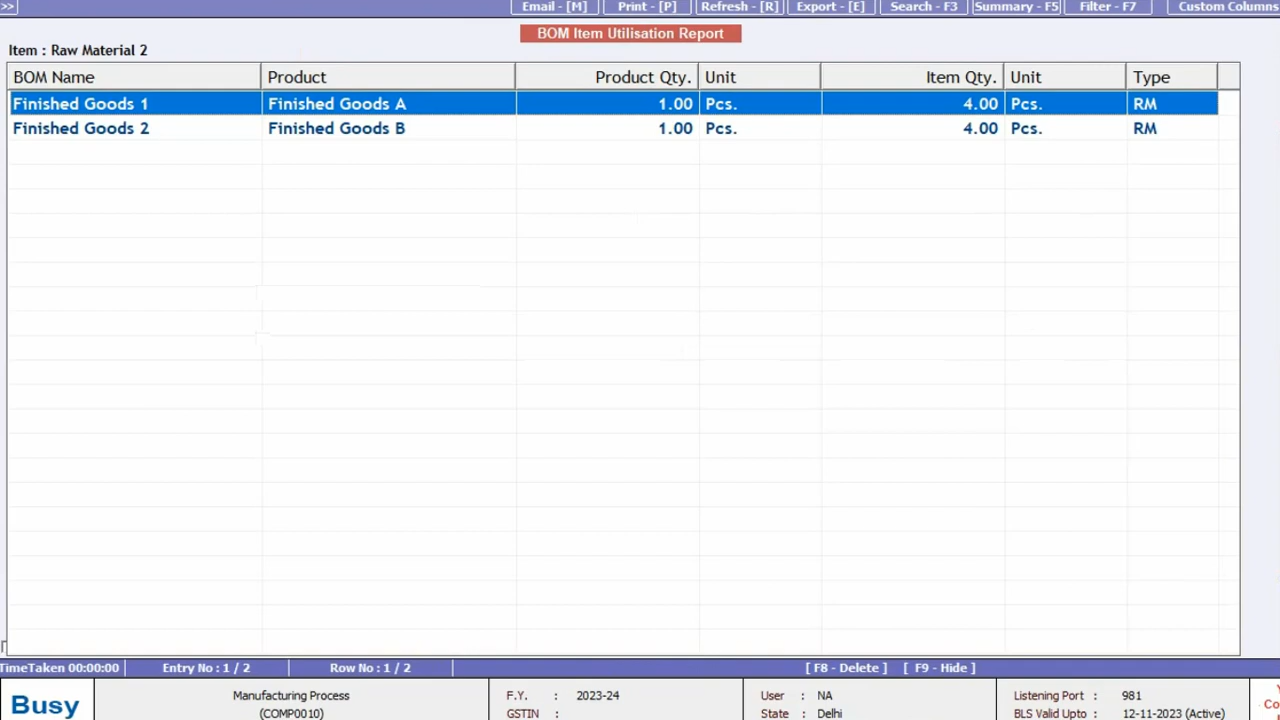 >> Email - [M] Print - [P] Refresh - [R] Export - [E] Search - F3 Summary - F5 Filter - F7 Custom Columns
BOM Item Utilisation Report
Item : Raw Material 2
BOM Name Product Product Qty. Unit Item Qty. Unit Type
Finished Goods 1 Finished Goods A 1.00 Pcs. 4.00 Pcs. RM
Finished Goods 2 Finished Goods B 1.00 Pcs. 4.00 Pcs. RM
TimeTaken 00:00:00 Entry No : 1 / 2 Row No : 1 / 2 [ F8 - Delete ] [ F9 - Hide ]
Busy Manufacturing Process F.Y. : 2023-24 User : NA Listening Port : 981
(COMP0010) GSTIN : State : Delhi BLS Valid Upto : 12-11-2023 (Active)